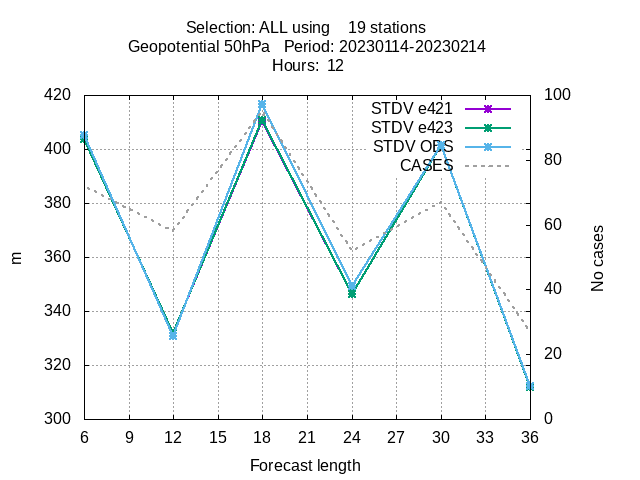 Selection: ALL using 19 stations
Geopotential 50hPa Period: 20230114-20230214
Hours: 12
420
400
380
360
340
320
300
100
80
60
40
20
0
STDV e421
STDV e423
STDV OBS
CASES
m
No cases
6 9 12 15 18 21 24 27 30 33 36
Forecast length